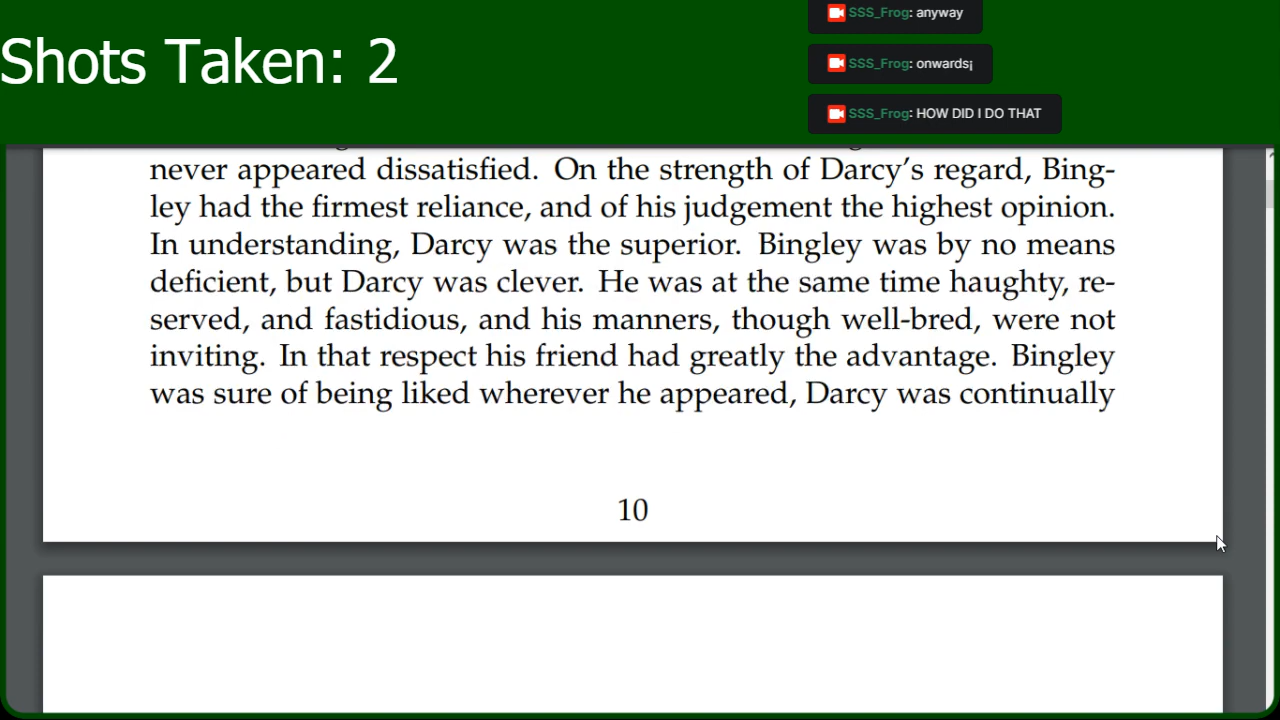 Shots Taken: 2
SSS_Frog: anyway
SSS_Frog: onwards¡
SSS_Frog: HOW DID I DO THAT
never appeared dissatisfied. On the strength of Darcy’s regard, Bing-
ley had the firmest reliance, and of his judgement the highest opinion.
In understanding, Darcy was the superior. Bingley was by no means
deficient, but Darcy was clever. He was at the same time haughty, re-
served, and fastidious, and his manners, though well-bred, were not
inviting. In that respect his friend had greatly the advantage. Bingley
was sure of being liked wherever he appeared, Darcy was continually
10